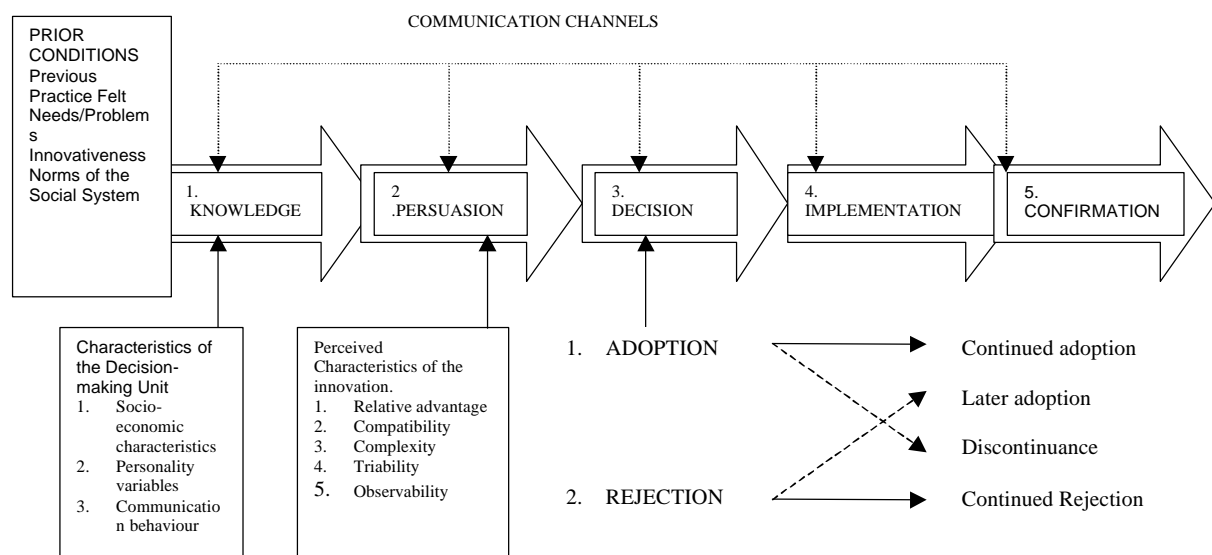 COMMUNICATION CHANNELS
PRIOR
CONDITIONS
Previous
Practice Felt
Needs/Problem
s
Innovativeness
Norms of the
Social System
1.
KNOWLEDGE
2
.PERSUASION
3.
DECISION
4.
IMPLEMENTATION
5.
CONFIRMATION
Characteristics of
the Decision-
making Unit
1. Socio-
economic
characteristics
2. Personality
variables
3. Communicatio
n behaviour
Perceived
Characteristics of the
innovation.
1. Relative advantage
2. Compatibility
3. Complexity
4. Triability
5. Observability
1. ADOPTION
2. REJECTION
Continued adoption
Later adoption
Discontinuance
Continued Rejection